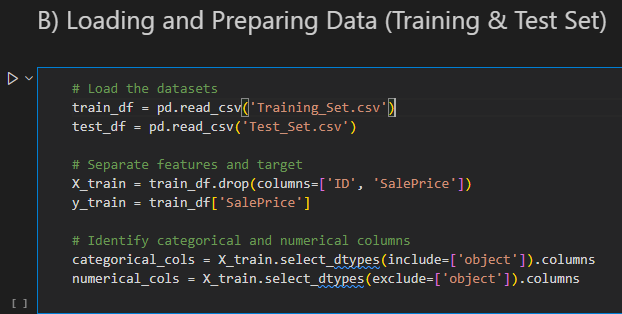 B) Loading and Preparing Data (Training & Test Set)
# Load the datasets
train_df = pd.read_csv('Training_Set.csv')
test_df = pd.read_csv('Test_Set.csv')
# Separate features and target
X_train = train_df.drop(columns=['ID', 'SalePrice'])
y_train = train_df['SalePrice']
# Identify categorical and numerical columns
categorical_cols = X_train.select_dtypes(include=['object']).columns
numerical_cols = X_train.select_dtypes(exclude=['object']).columns
[ ]